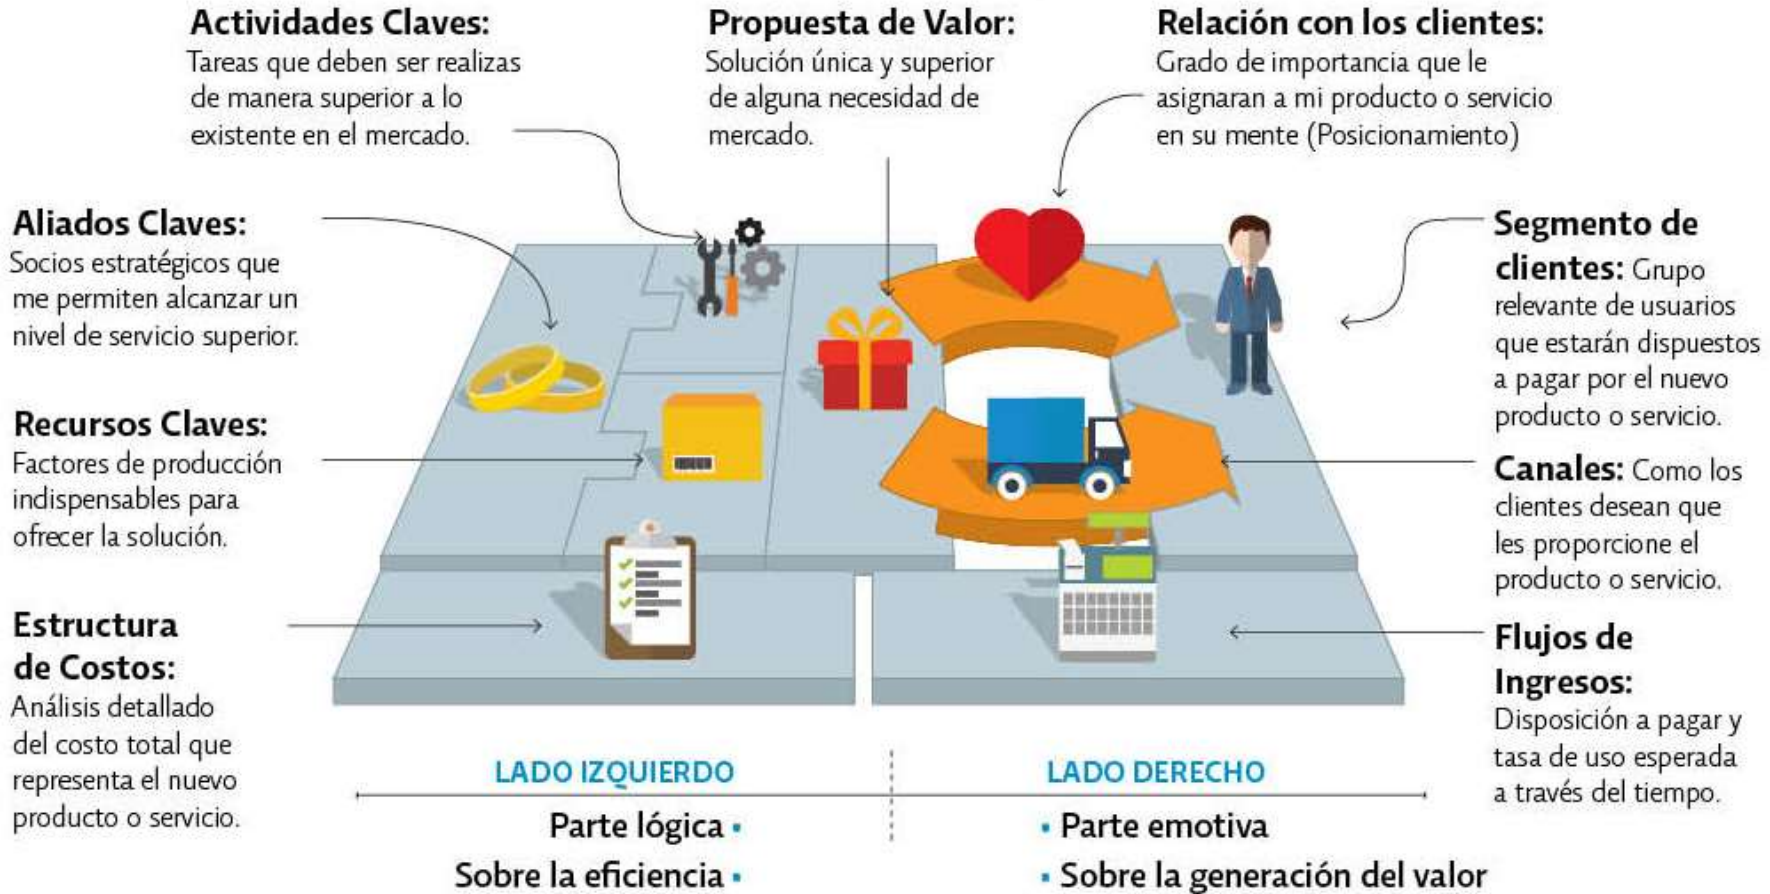 Actividades Claves:
Tareas que deben ser realizas
de manera superior a lo
existente en el mercado.
Propuesta de Valor:
Solución única y superior
de alguna necesidad de
mercado.
Relación con los clientes:
Grado de importancia que le
asignaran a mi producto o servicio
en su mente (Posicionamiento)
Aliados Claves:
Socios estratégicos que
me permiten alcanzar un
nivel de servicio superior.
Recursos Claves:
Factores de producción
indispensables para
ofrecer la solución.
Estructura
de Costos:
Análisis detallado
del costo total que
representa el nuevo
producto o servicio.
Segmento de
clientes: Grupo
relevante de usuarios
que estarán dispuestos
a pagar por el nuevo
producto o servicio.
Canales: Como los
clientes desean que
les proporcione el
producto o servicio.
Flujos de
Ingresos:
Disposición a pagar y
tasa de uso esperada
a través del tiempo.
LADO IZQUIERDO
Parte lógica ▪
Sobre la eficiencia ▪
LADO DERECHO
▪ Parte emotiva
▪ Sobre la generación del valor